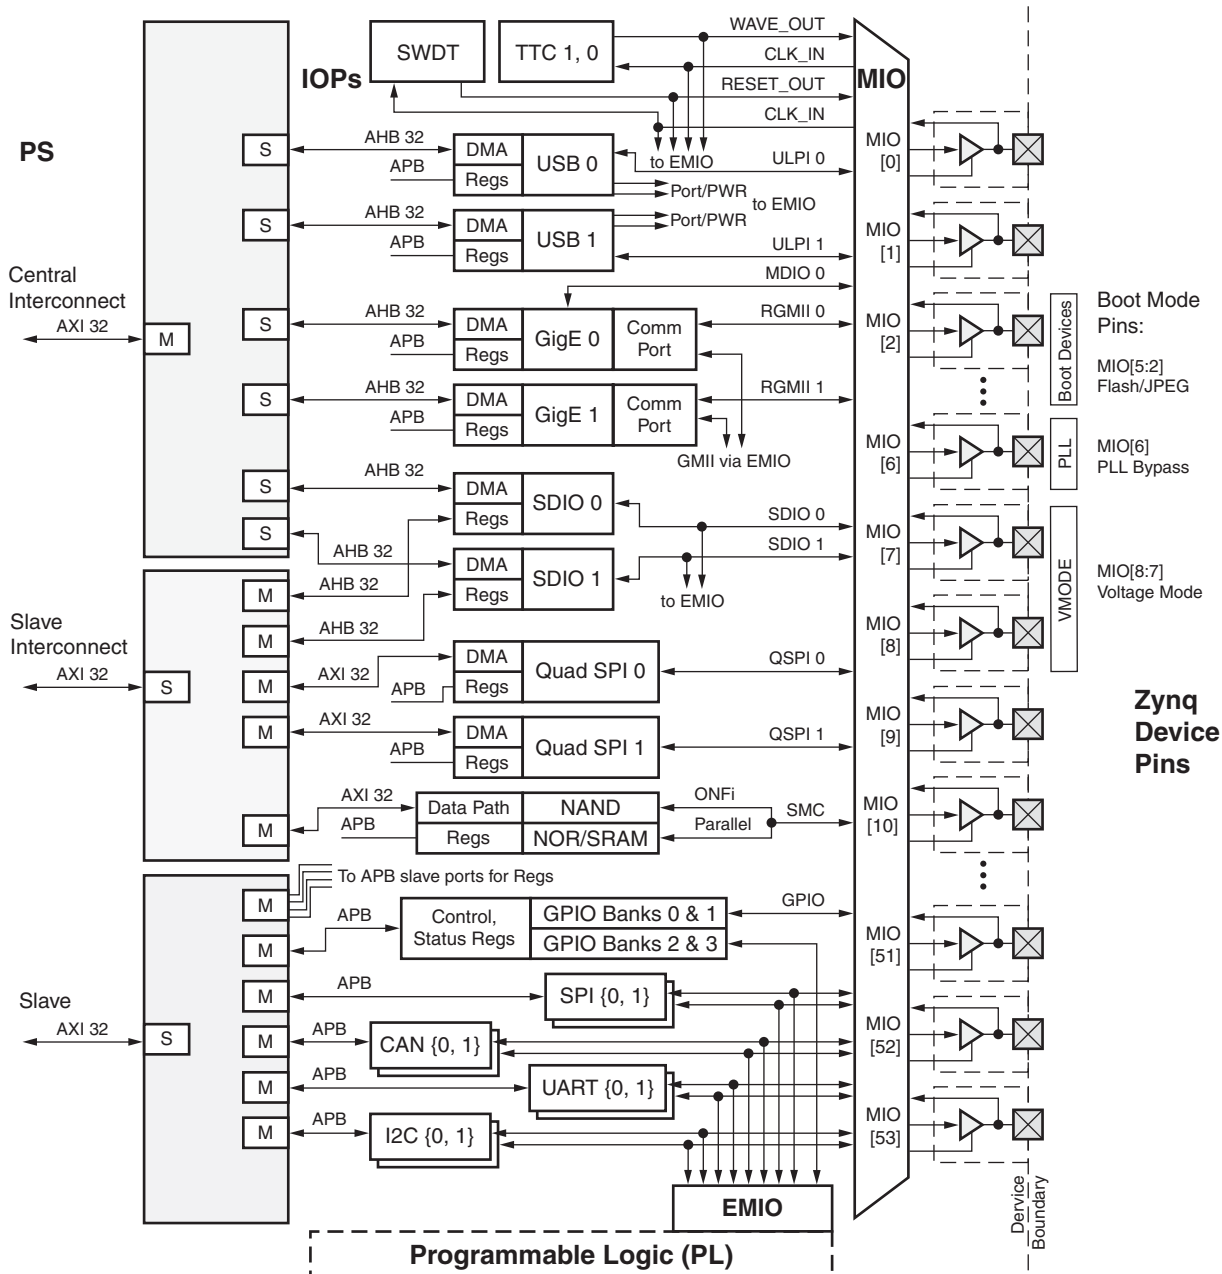 PS
IOPs
SWDT
TTC 1, 0
WAVE_OUT
CLK_IN
RESET_OUT
CLK_IN
to EMIO
MIO
S
AHB 32
APB
DMA
Regs
USB 0
ULPI 0
Port/PWR
to EMIO
Port/PWR
S
AHB 32
APB
DMA
Regs
USB 1
ULPI 1
MDIO 0
Central
Interconnect
AXI 32
M
S
AHB 32
APB
DMA
Regs
GigE 0
Comm
Port
RGMII 0
S
AHB 32
APB
DMA
Regs
GigE 1
Comm
Port
RGMII 1
GMII via EMIO
S
AHB 32
DMA
Regs
SDIO 0
SDIO 0
S
AHB 32
DMA
Regs
SDIO 1
SDIO 1
to EMIO
M
AHB 32
M
AHB 32
Slave
Interconnect
AXI 32
S
M
AXI 32
APB
DMA
Regs
Quad SPI 0
QSPI 0
M
AXI 32
APB
DMA
Regs
Quad SPI 1
QSPI 1
M
AXI 32
APB
Data Path
Regs
NAND
NOR/SRAM
ONFi
Parallel
SMC
M
To APB slave ports for Regs
M
APB
Control,
Status Regs
GPIO Banks 0 & 1
GPIO Banks 2 & 3
GPIO
Slave
AXI 32
S
M
APB
SPI {0, 1}
M
APB
CAN {0, 1}
M
APB
UART {0, 1}
M
APB
I2C {0, 1}
EMIO
Programmable Logic (PL)
MIO
[0]
MIO
[1]
MIO
[2]
MIO
[6]
MIO
[7]
MIO
[8]
MIO
[9]
MIO
[10]
MIO
[51]
MIO
[52]
MIO
[53]
Boot Devices
PLL
VMODE
Boot Mode
Pins:
MIO[5:2]
Flash/JPEG
MIO[6]
PLL Bypass
MIO[8:7]
Voltage Mode
Zynq
Device
Pins
Dervice
Boundary